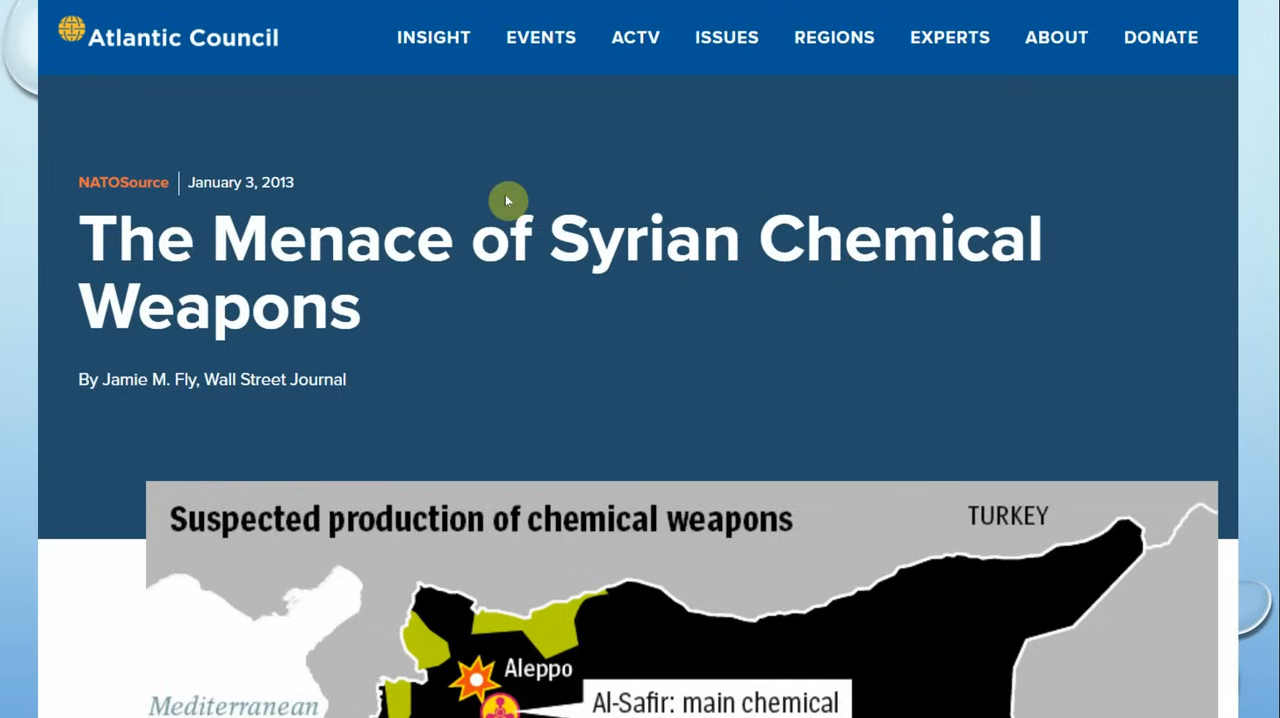 Atlantic Council
INSIGHT EVENTS ACTV ISSUES REGIONS EXPERTS ABOUT DONATE
NATOSource January 3, 2013
The Menace of Syrian Chemical
Weapons
By Jamie M. Fly, Wall Street Journal
Suspected production of chemical weapons
TURKEY
Aleppo
Al-Safir: main chemical
Mediterranean